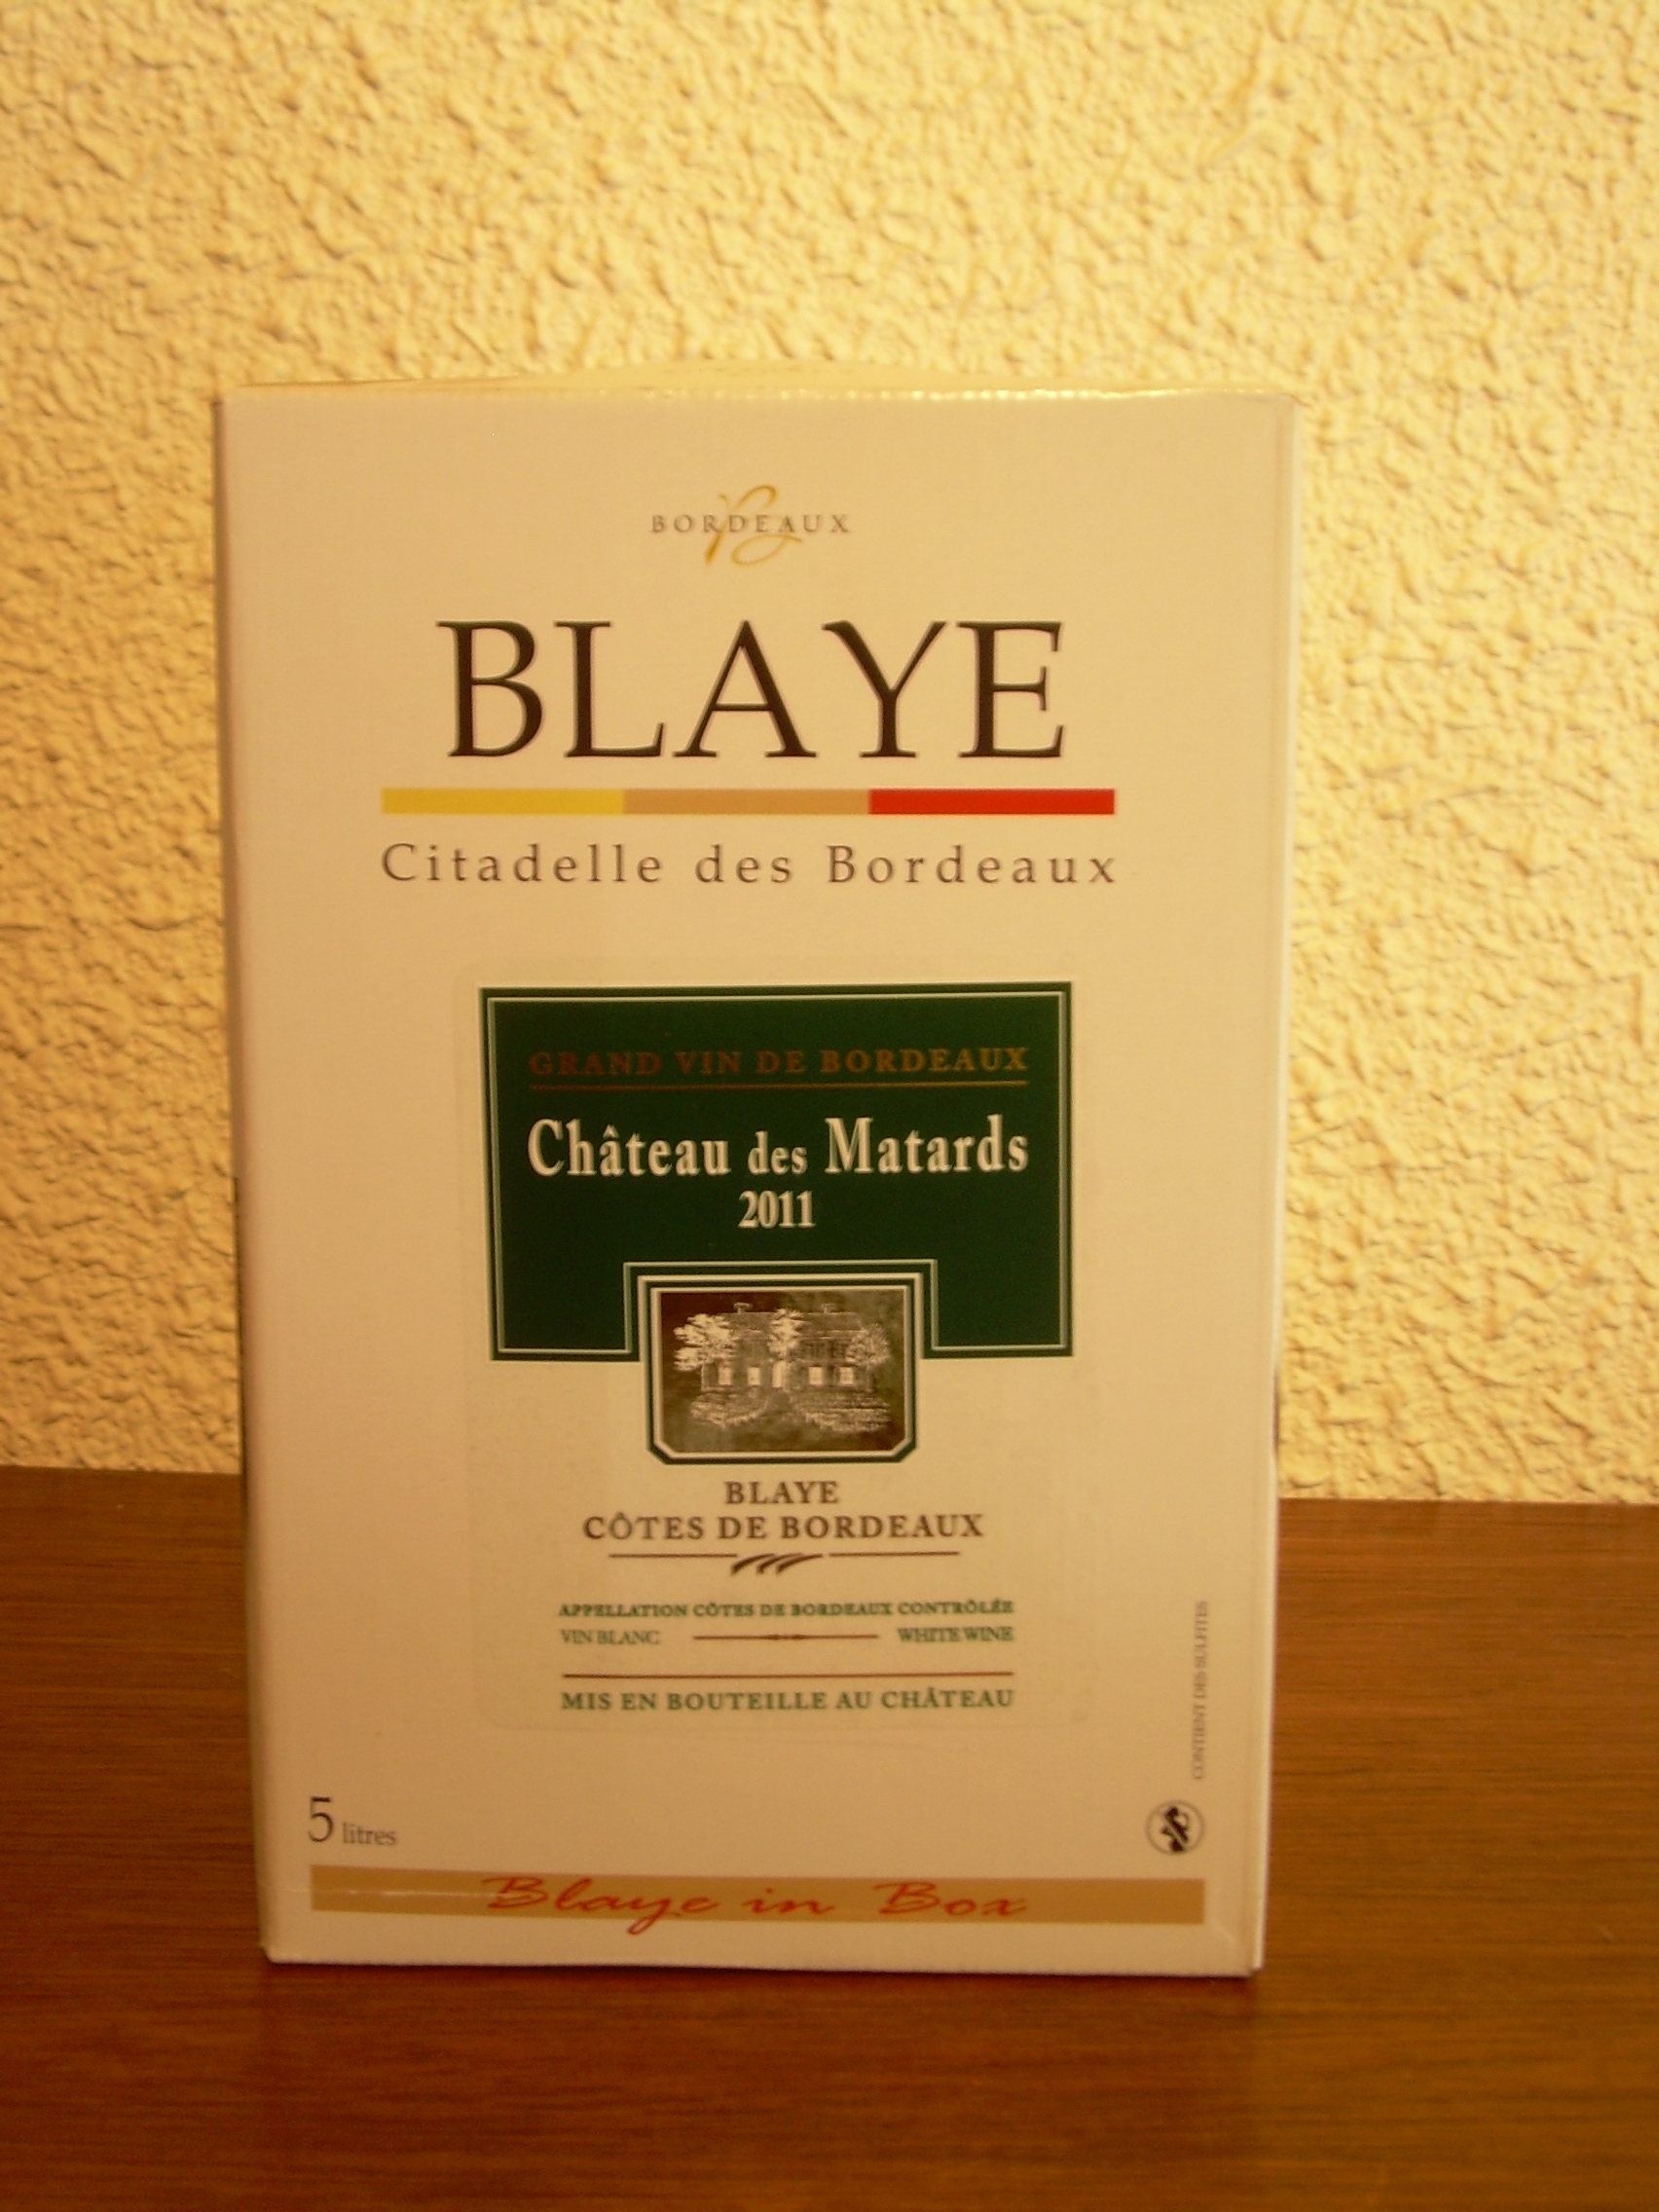 BORDEAUX
BLAYE
Citadelle des Bordeaux
GRAND VIN DE BORDEAUX
Château des Matards
2011
BLAYE
CÔTES DE BORDEAUX
APPELLATION CÔTES DE BORDEAUX CONTRÔLÉE
VIN BLANC WHITE WINE
MIS EN BOUTEILLE AU CHÂTEAU
CONTIENT DES SULFITES
5 litres
Blaye in Box